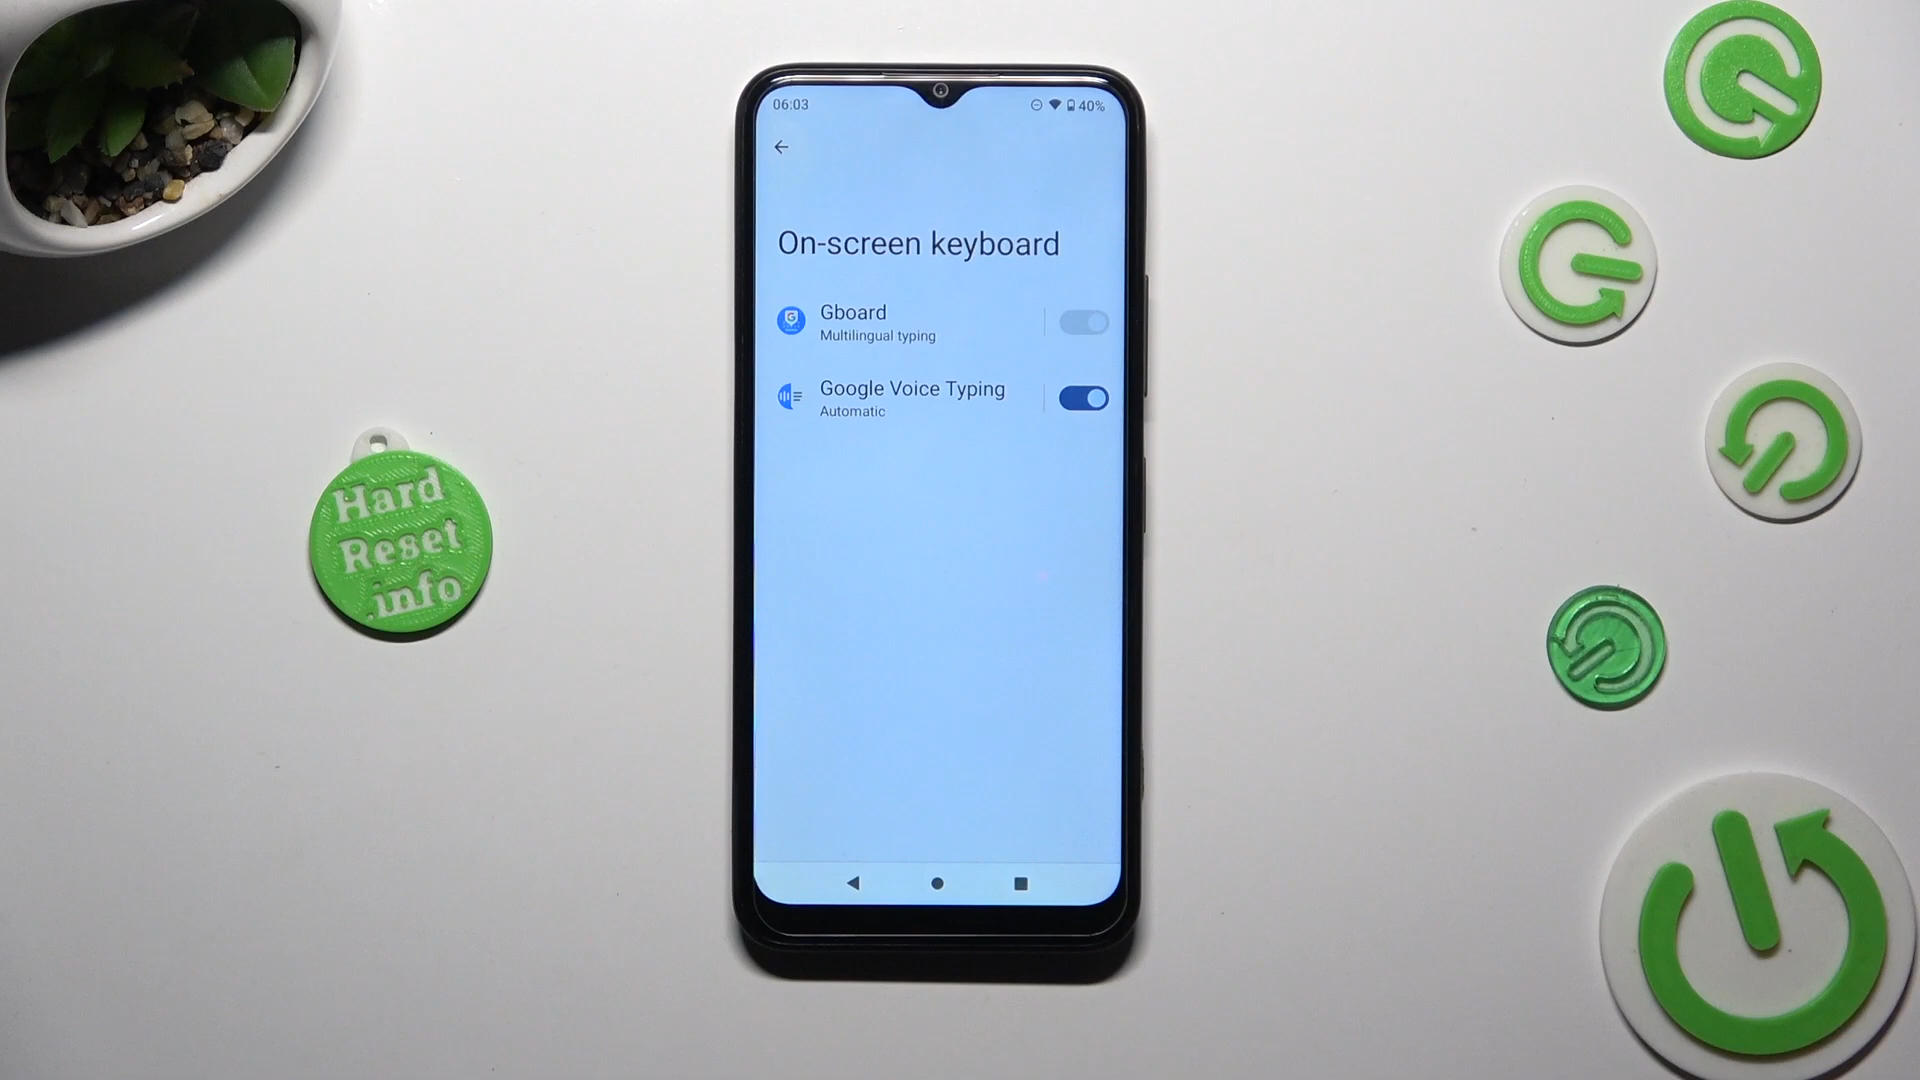 Hard
Reset
.info
06:03
40%
On-screen keyboard
Gboard
Multilingual typing
Google Voice Typing
Automatic